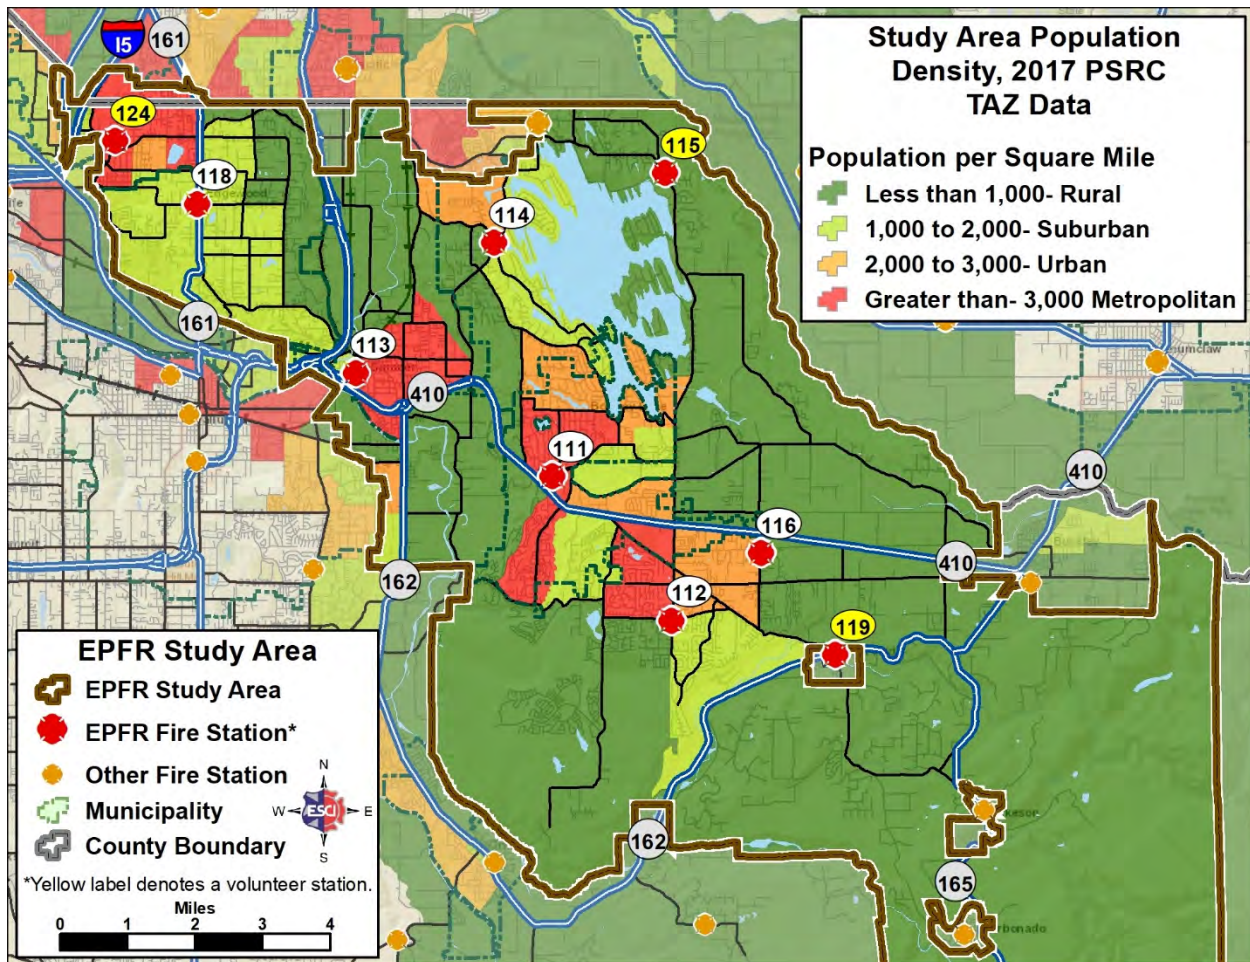 Study Area Population
Density, 2017 PSRC
TAZ Data
Population per Square Mile
Less than 1,000- Rural
1,000 to 2,000- Suburban
2,000 to 3,000- Urban
Greater than- 3,000 Metropolitan
I5
161
124
118
115
114
161
113
410
111
410
116
410
162
112
119
162
165
EPFR Study Area
EPFR Study Area
EPFR Fire Station*
Other Fire Station
Municipality
County Boundary
N
W
ESCI
E
S
*Yellow label denotes a volunteer station.
Miles
0 1 2 3 4